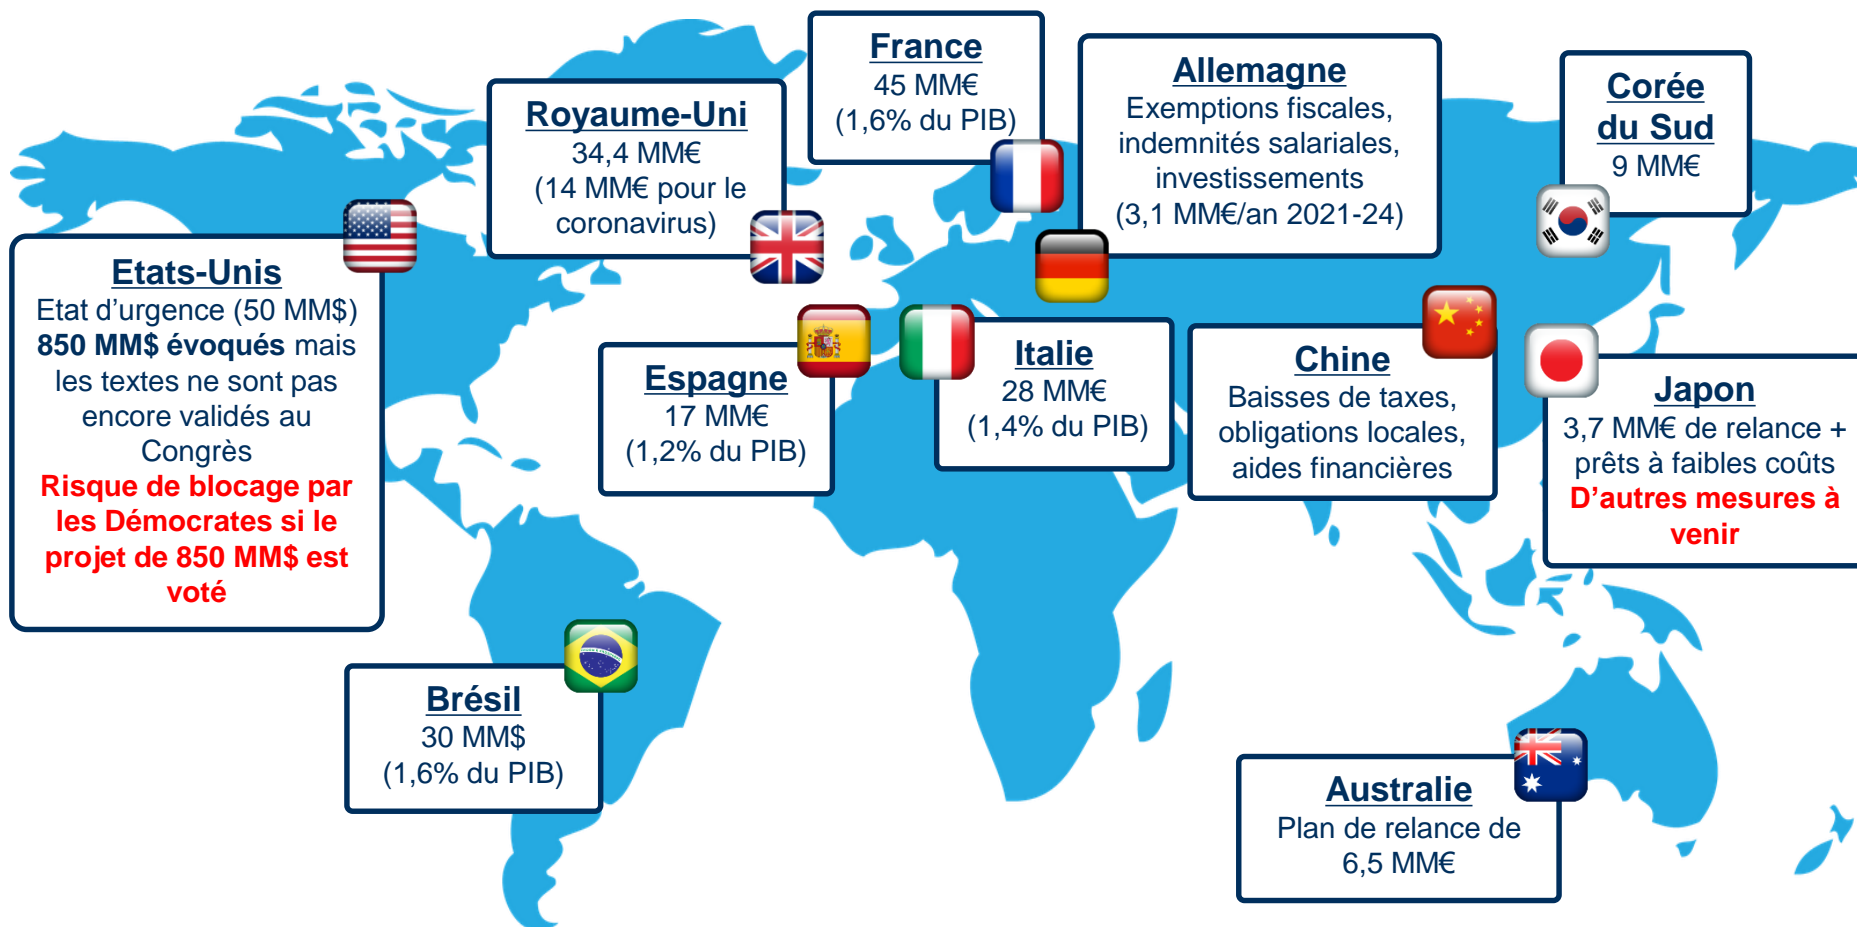 France
45 MM€
(1,6% du PIB)
Allemagne
Exemptions fiscales,
indemnités salariales,
investissements
(3,1 MM€/an 2021-24)
Corée
du Sud
9 MM€
Royaume-Uni
34,4 MM€
(14 MM€ pour le
coronavirus)
Etats-Unis
Etat d’urgence (50 MM$)
850 MM$ évoqués mais
les textes ne sont pas
encore validés au
Congrès
Risque de blocage par
les Démocrates si le
projet de 850 MM$ est
voté
Espagne
17 MM€
(1,2% du PIB)
Italie
28 MM€
(1,4% du PIB)
Chine
Baisses de taxes,
obligations locales,
aides financières
Japon
3,7 MM€ de relance +
prêts à faibles coûts
D’autres mesures à
venir
Brésil
30 MM$
(1,6% du PIB)
Australie
Plan de relance de
6,5 MM€